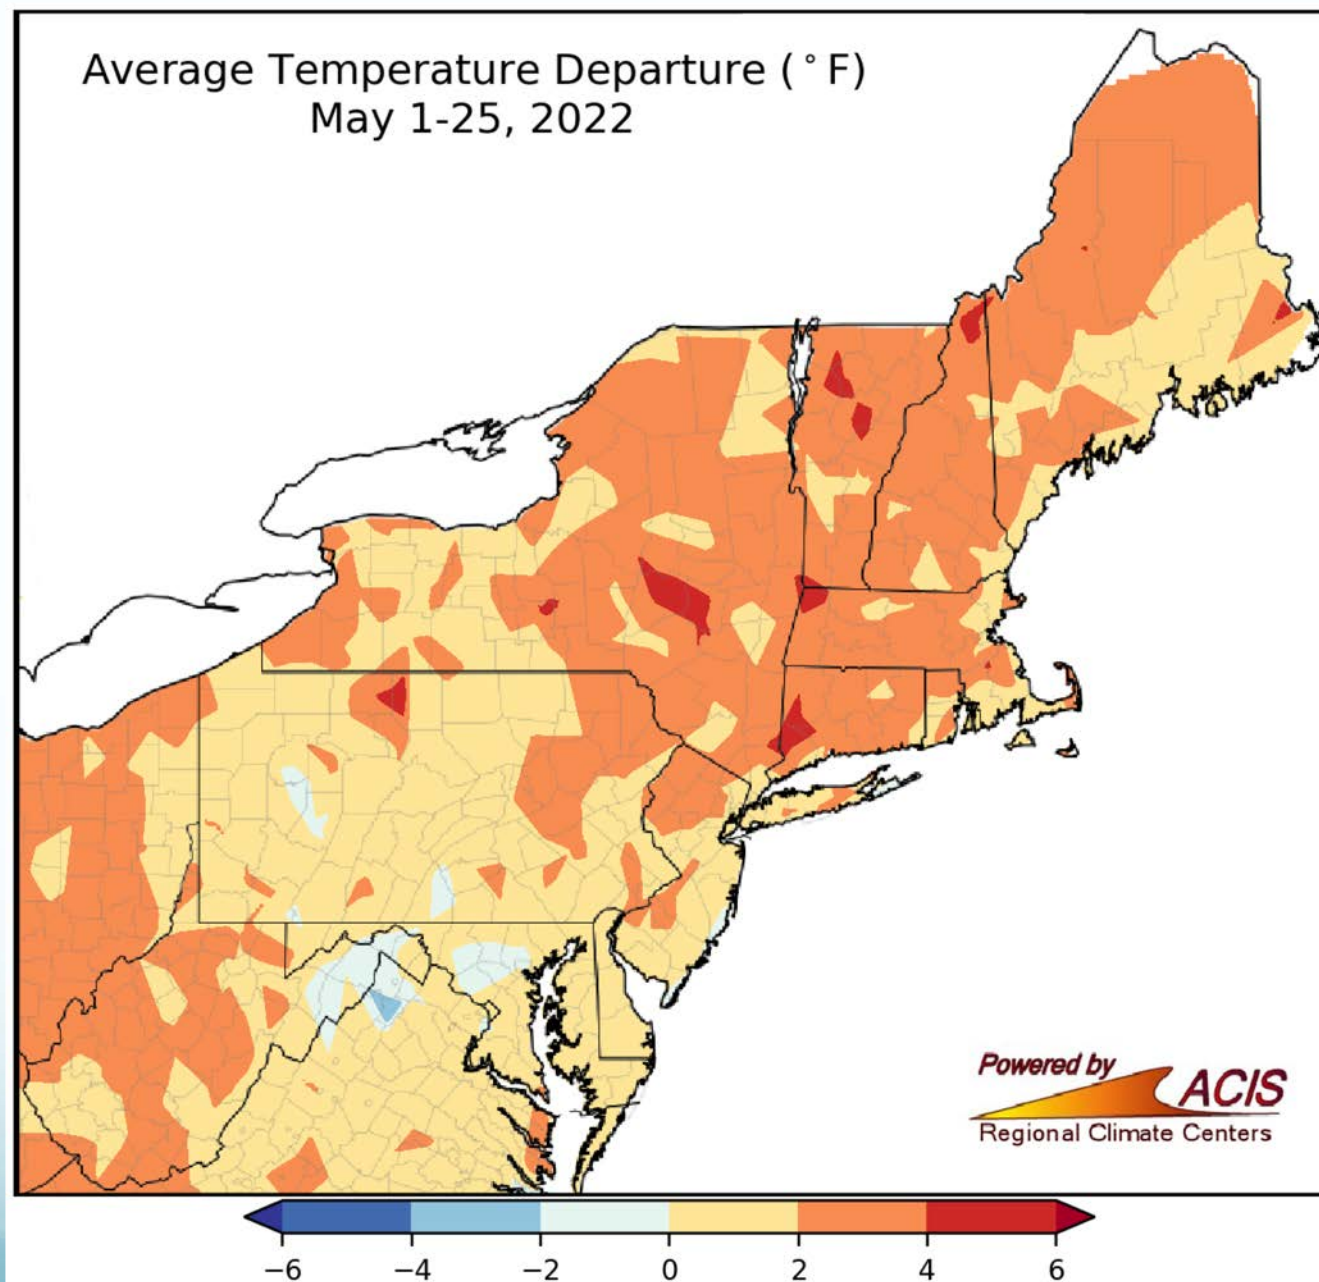 Average Temperature Departure (°F)
May 1-25, 2022
Powered by
ACIS
Regional Climate Centers
−6 −4 −2 0 2 4 6